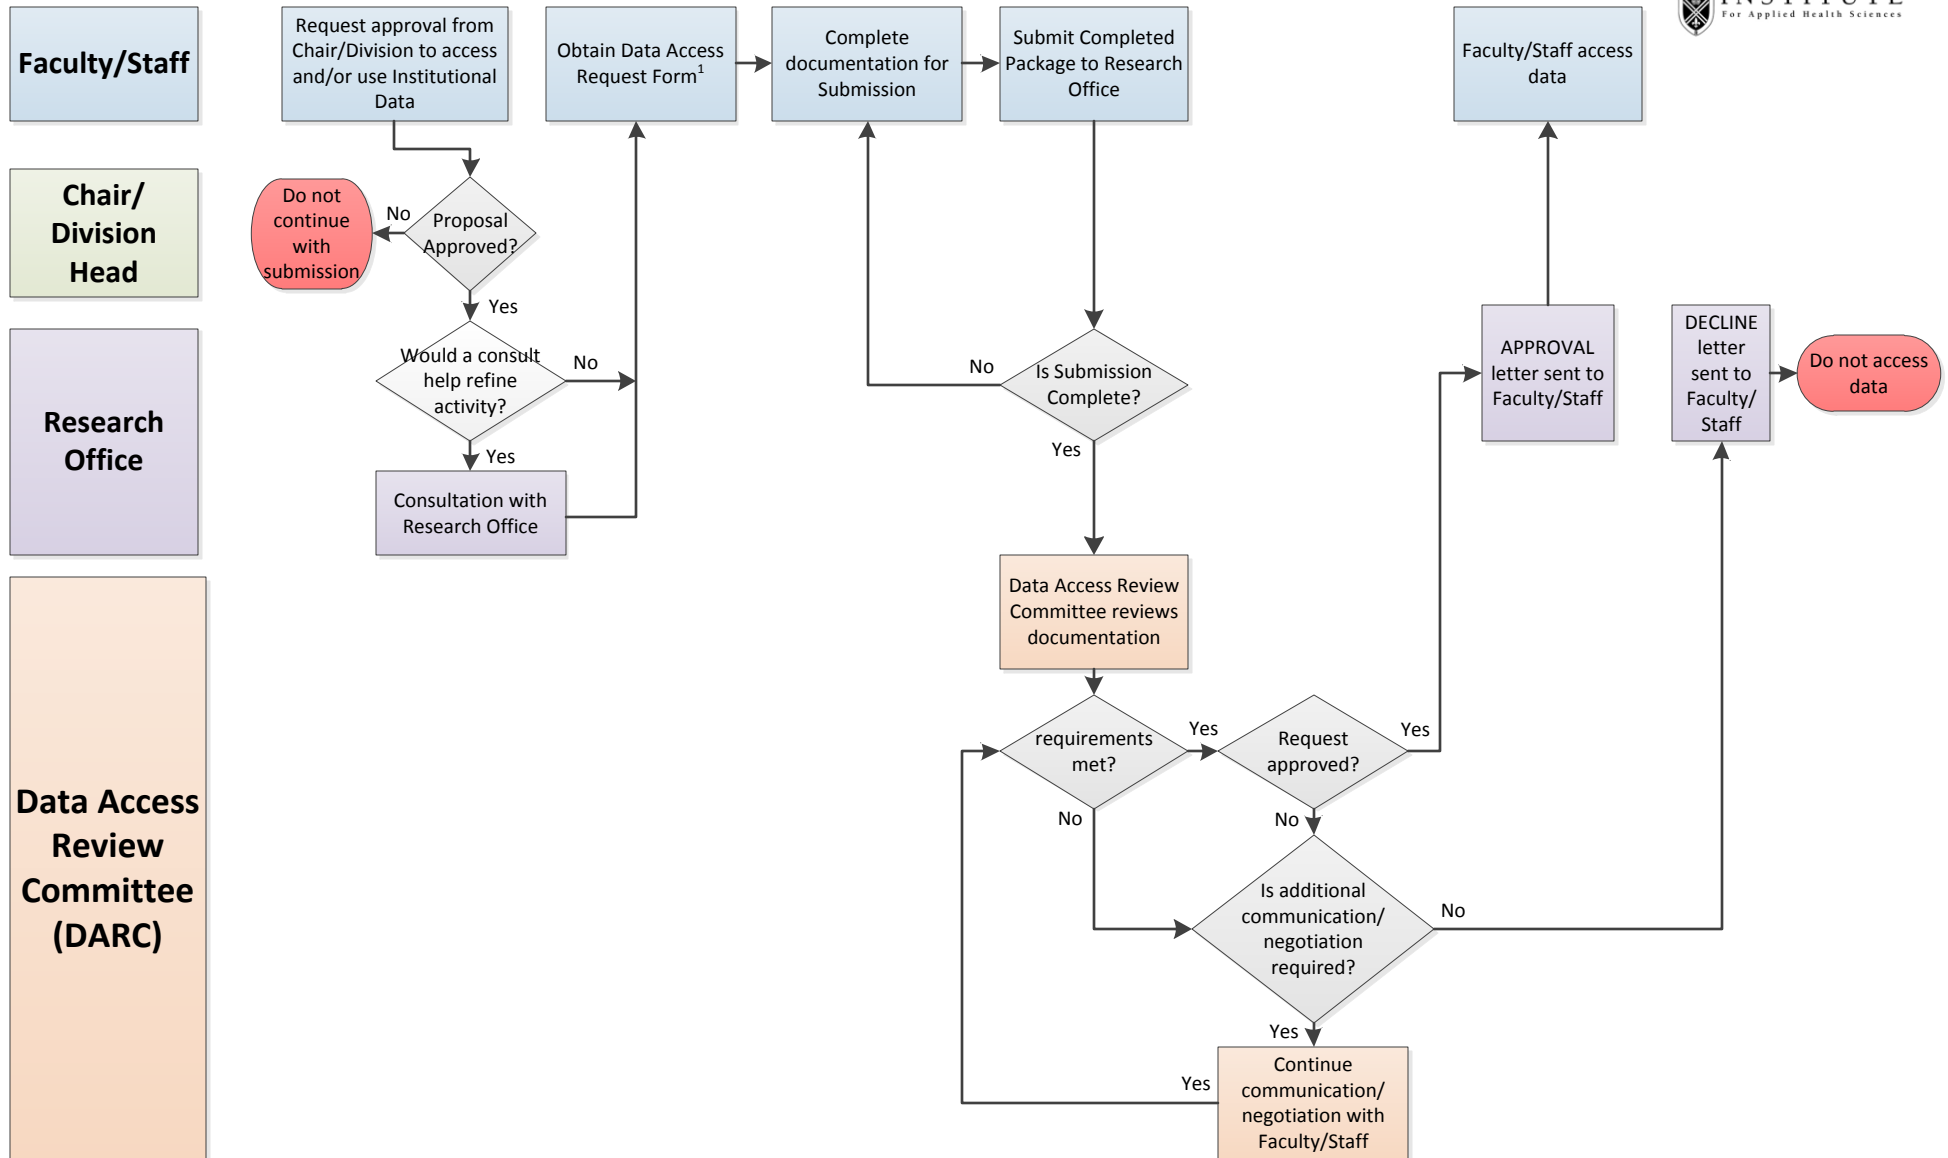 INSTITUTE
For Applied Health Sciences
Faculty/Staff
Request approval from
Chair/Division to access
and/or use Institutional
Data
Obtain Data Access
Request Form1
Complete
documentation for
Submission
Submit Completed
Package to Research
Office
Faculty/Staff access
data
Chair/
Division
Head
Do not
continue
with
submission
No
Proposal
Approved?
Yes
Research
Office
Would a consult
help refine
activity?
No
Yes
Consultation with
Research Office
No
Is Submission
Complete?
Yes
APPROVAL
letter sent to
Faculty/Staff
DECLINE
letter
sent to
Faculty/
Staff
Do not access
data
Data Access
Review
Committee
(DARC)
Data Access Review
Committee reviews
documentation
requirements
met?
Yes
No
Request
approved?
Yes
No
Is additional
communication/
negotiation
required?
No
Yes
Continue
communication/
negotiation with
Faculty/Staff
Yes